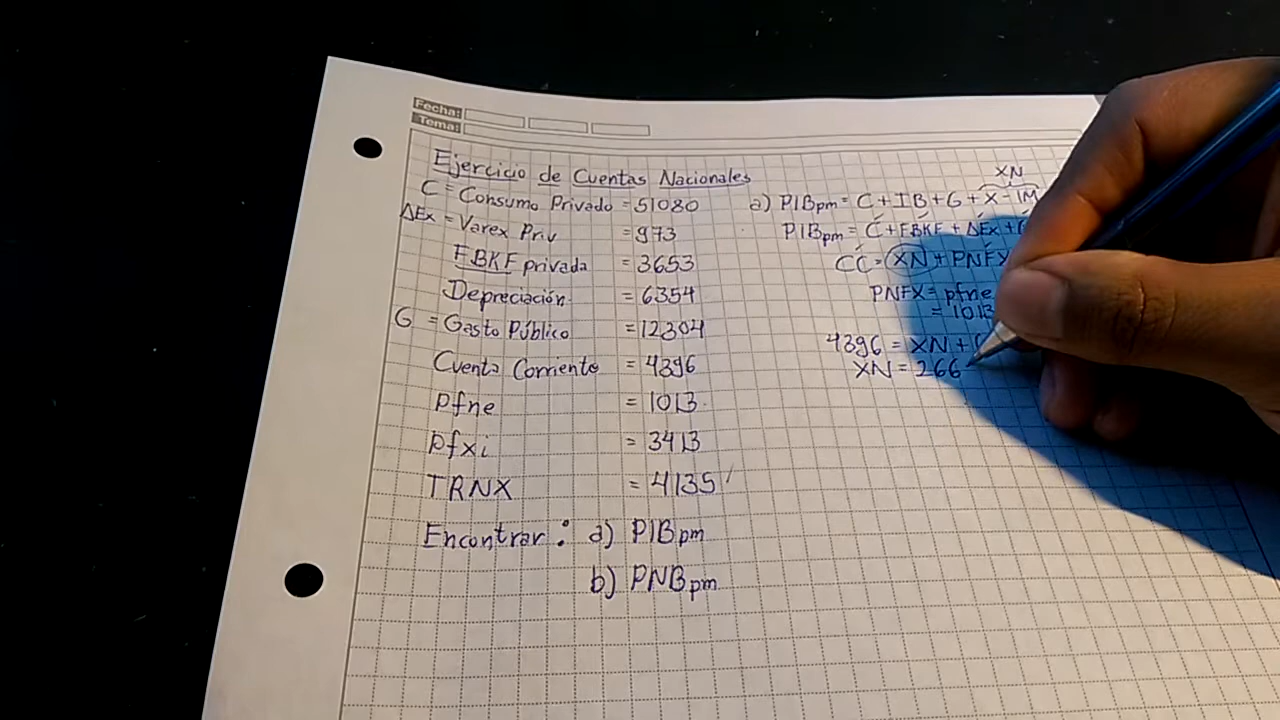 Fecha:
Tema:
Ejercicio de Cuentas Nacionales
C = Consumo Privado = 51080
ΔEx = Varex Priv = 973
FBKF privada = 3653
Depreciación = 6354
G = Gasto Público = 12304
Cuenta Corriente = 4396
Pfne = 1013
pfxi = 3413
TRNX = 4135
Encontrar: a) PIBpm
b) PNBpm
XN
a) PIBpm = C + IB + G + X - IM
PIBpm = C + FBKF + ΔEx +
CC = XN + PNFX
PNFX = pfne
= 1013
4396 = XN + (
XN = 266